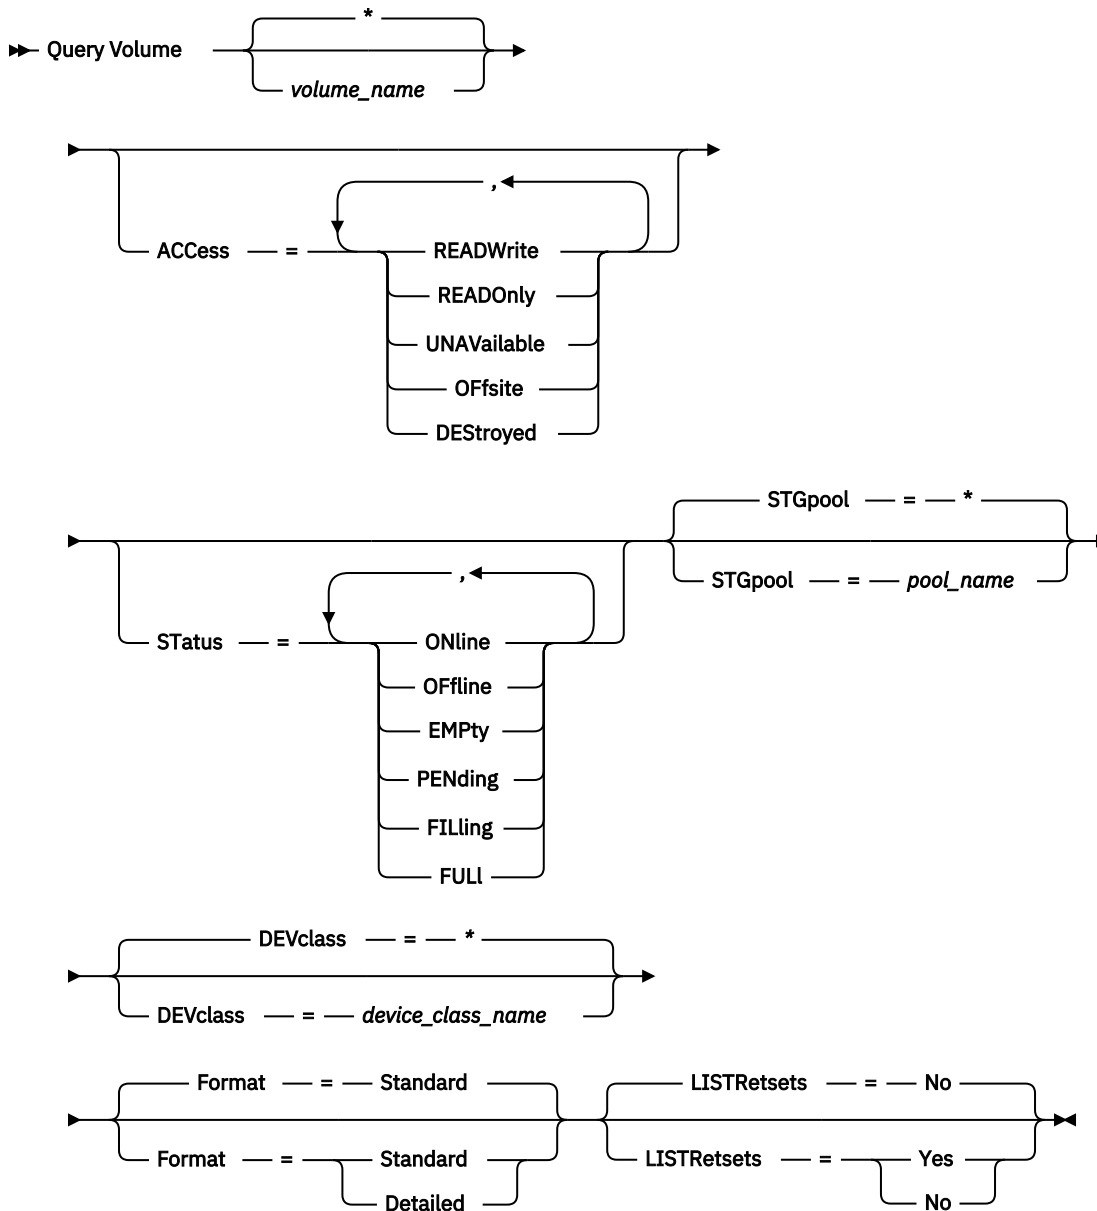 *
Query Volume
volume_name
,
ACCess = READWrite
READOnly
UNAVailable
OFfsite
DEStroyed
STGpool = *
STGpool = pool_name
,
STatus = ONline
OFfline
EMPty
PENding
FILling
FULl
DEVclass = *
DEVclass = device_class_name
Format = Standard LISTRetsets = No
Format = Standard LISTRetsets = Yes
Detailed No